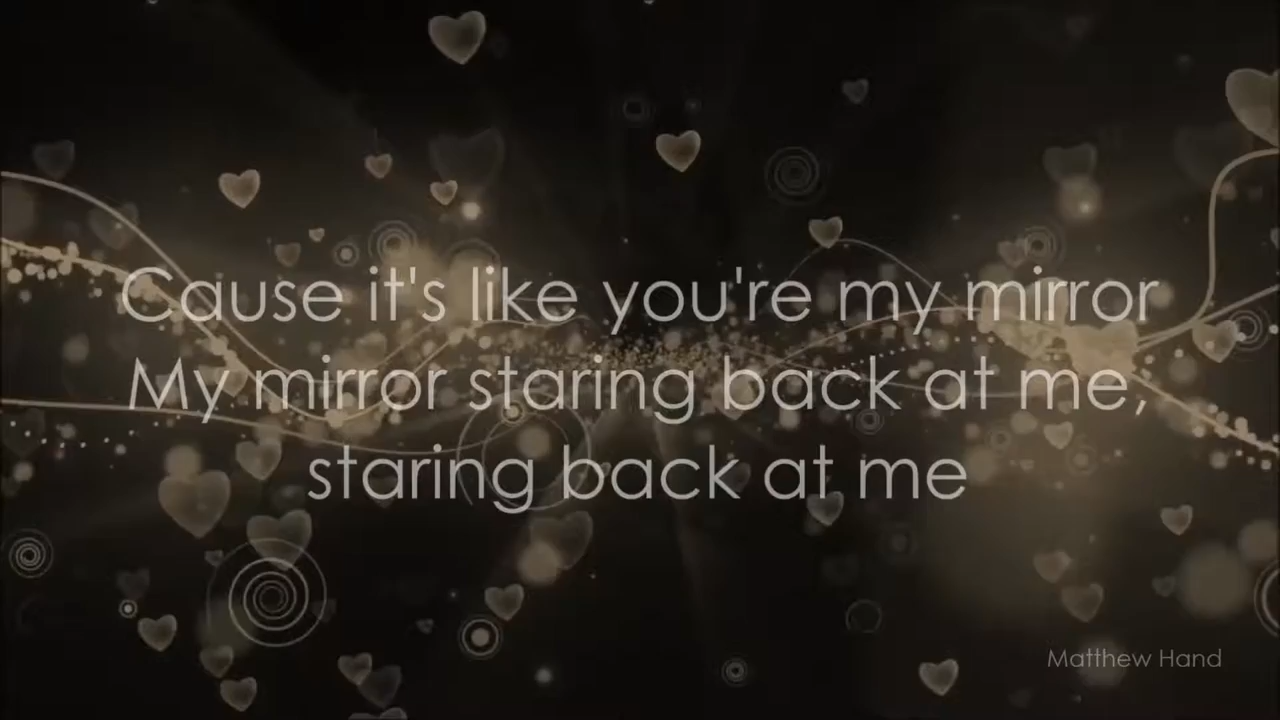 Cause it's like you're my mirror
My mirror staring back at me,
staring back at me
Matthew Hand